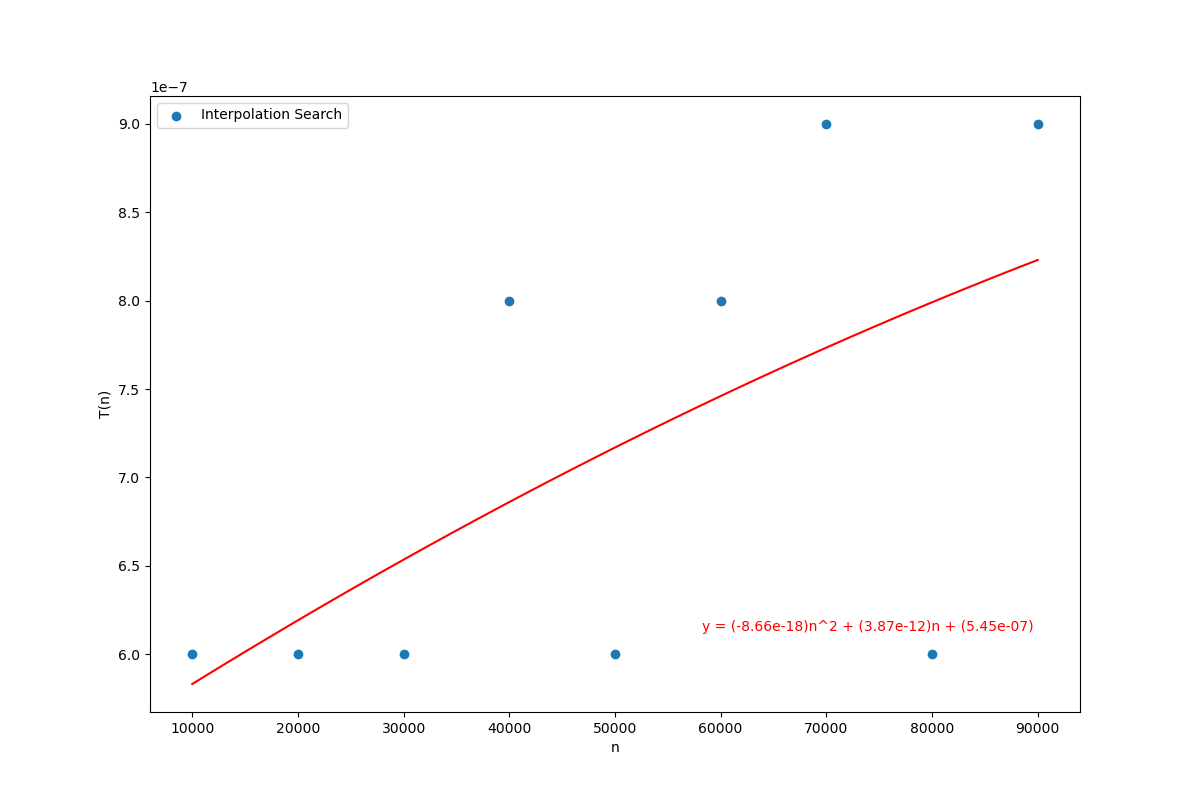 1e−7
Interpolation Search
9.0
8.5
8.0
7.5
7.0
6.5
6.0
T(n)
y = (-8.66e-18)n^2 + (3.87e-12)n + (5.45e-07)
10000 20000 30000 40000 50000 60000 70000 80000 90000
n